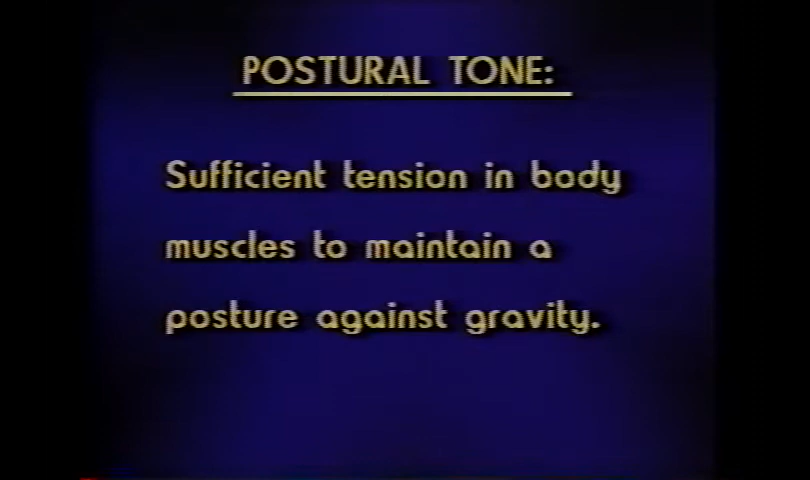 POSTURAL TONE:
Sufficient tension in body
muscles to maintain a
posture against gravity.